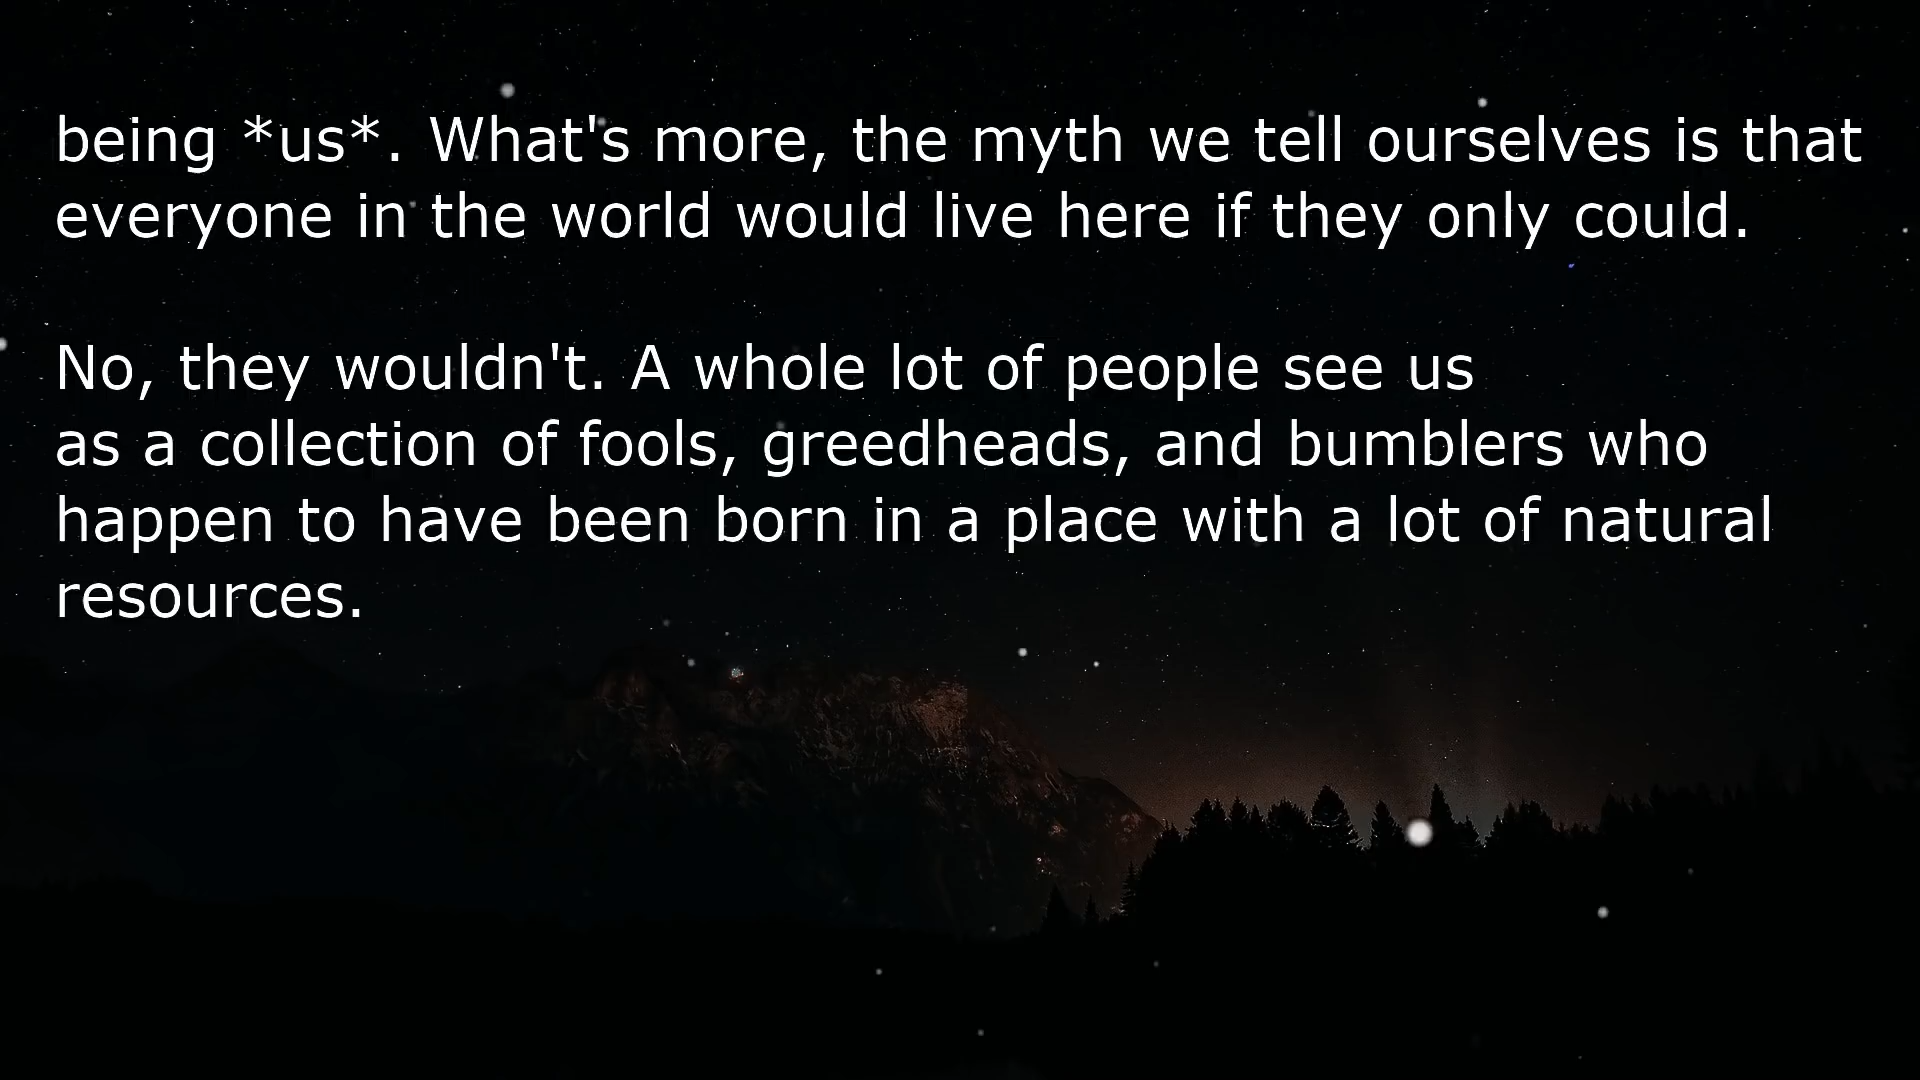 being *us*. What's more, the myth we tell ourselves is that
everyone in the world would live here if they only could.
No, they wouldn't. A whole lot of people see us
as a collection of fools, greedheads, and bumblers who
happen to have been born in a place with a lot of natural
resources.